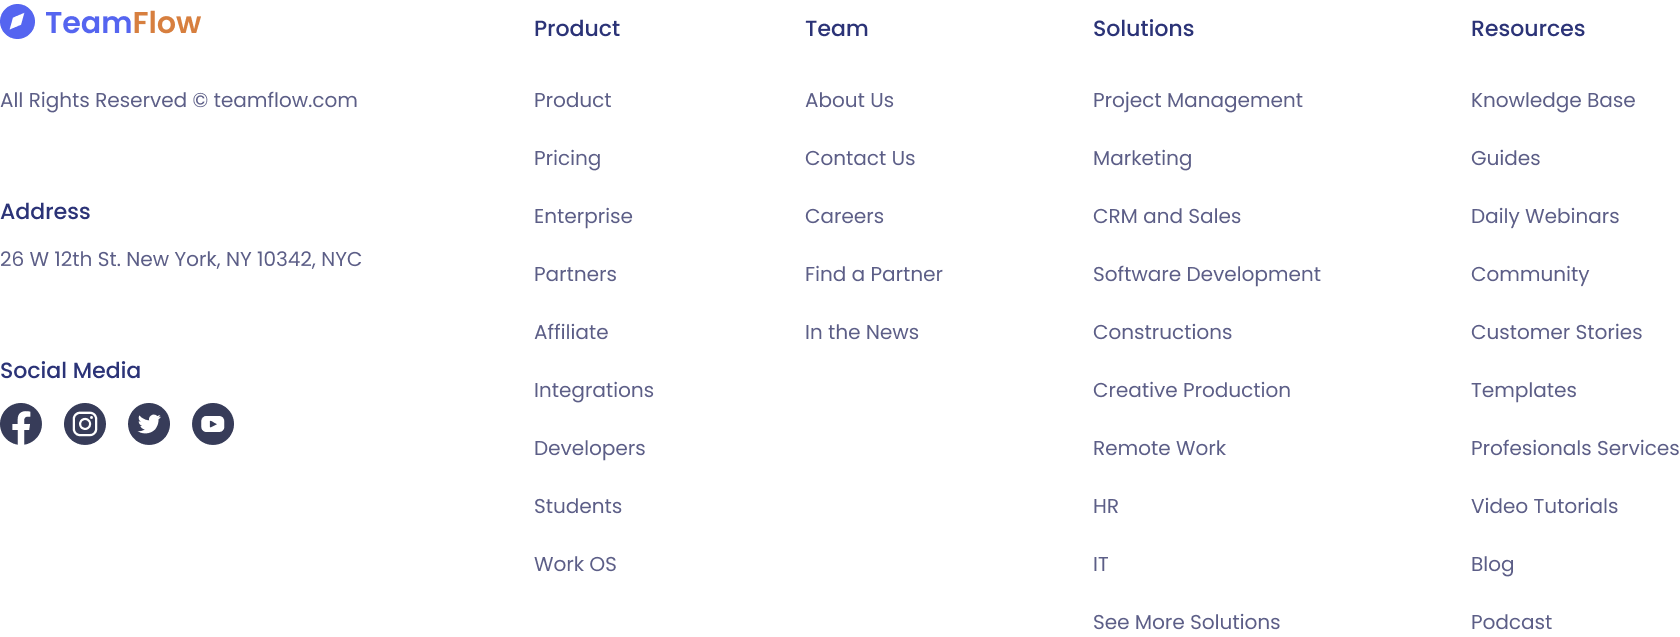 TeamFlow
All Rights Reserved © teamflow.com
Address
26 W 12th St. New York, NY 10342, NYC
Social Media
Product
Product
Pricing
Enterprise
Partners
Affiliate
Integrations
Developers
Students
Work OS
Team
About Us
Contact Us
Careers
Find a Partner
In the News
Solutions
Project Management
Marketing
CRM and Sales
Software Development
Constructions
Creative Production
Remote Work
HR
IT
See More Solutions
Resources
Knowledge Base
Guides
Daily Webinars
Community
Customer Stories
Templates
Profesionals Services
Video Tutorials
Blog
Podcast